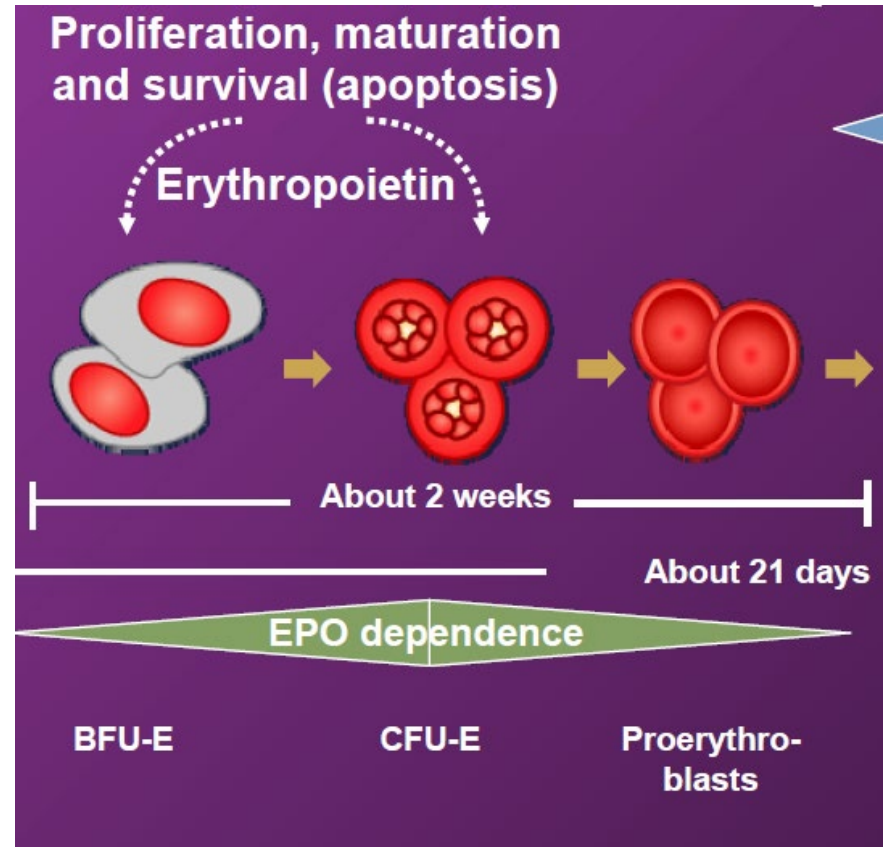 Proliferation, maturation
and survival (apoptosis)
Erythropoietin
About 2 weeks
About 21 days
EPO dependence
BFU-E
CFU-E
Proerythro-
blasts